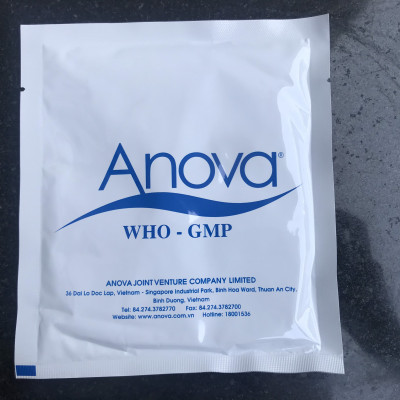 Anova®
WHO - GMP
ANOVA JOINT VENTURE COMPANY LIMITED
36 Dai Lo Doc Lap, Vietnam - Singapore Industrial Park, Binh Hoa Ward, Thuan An City,
Binh Duong, Vietnam
Tel: 84.274.3782770 Fax: 84.274.3782700
Website: www.anova.com.vn Hotline: 18001536